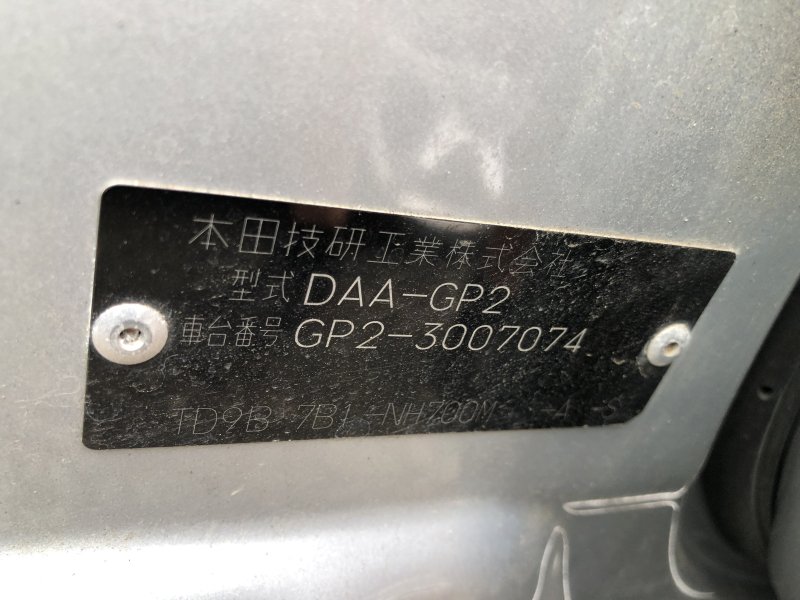 本田技研工業株式会社
型式 DAA-GP2
車台番号 GP2-3007074
TD9B 7B1 -NH700M -A -S